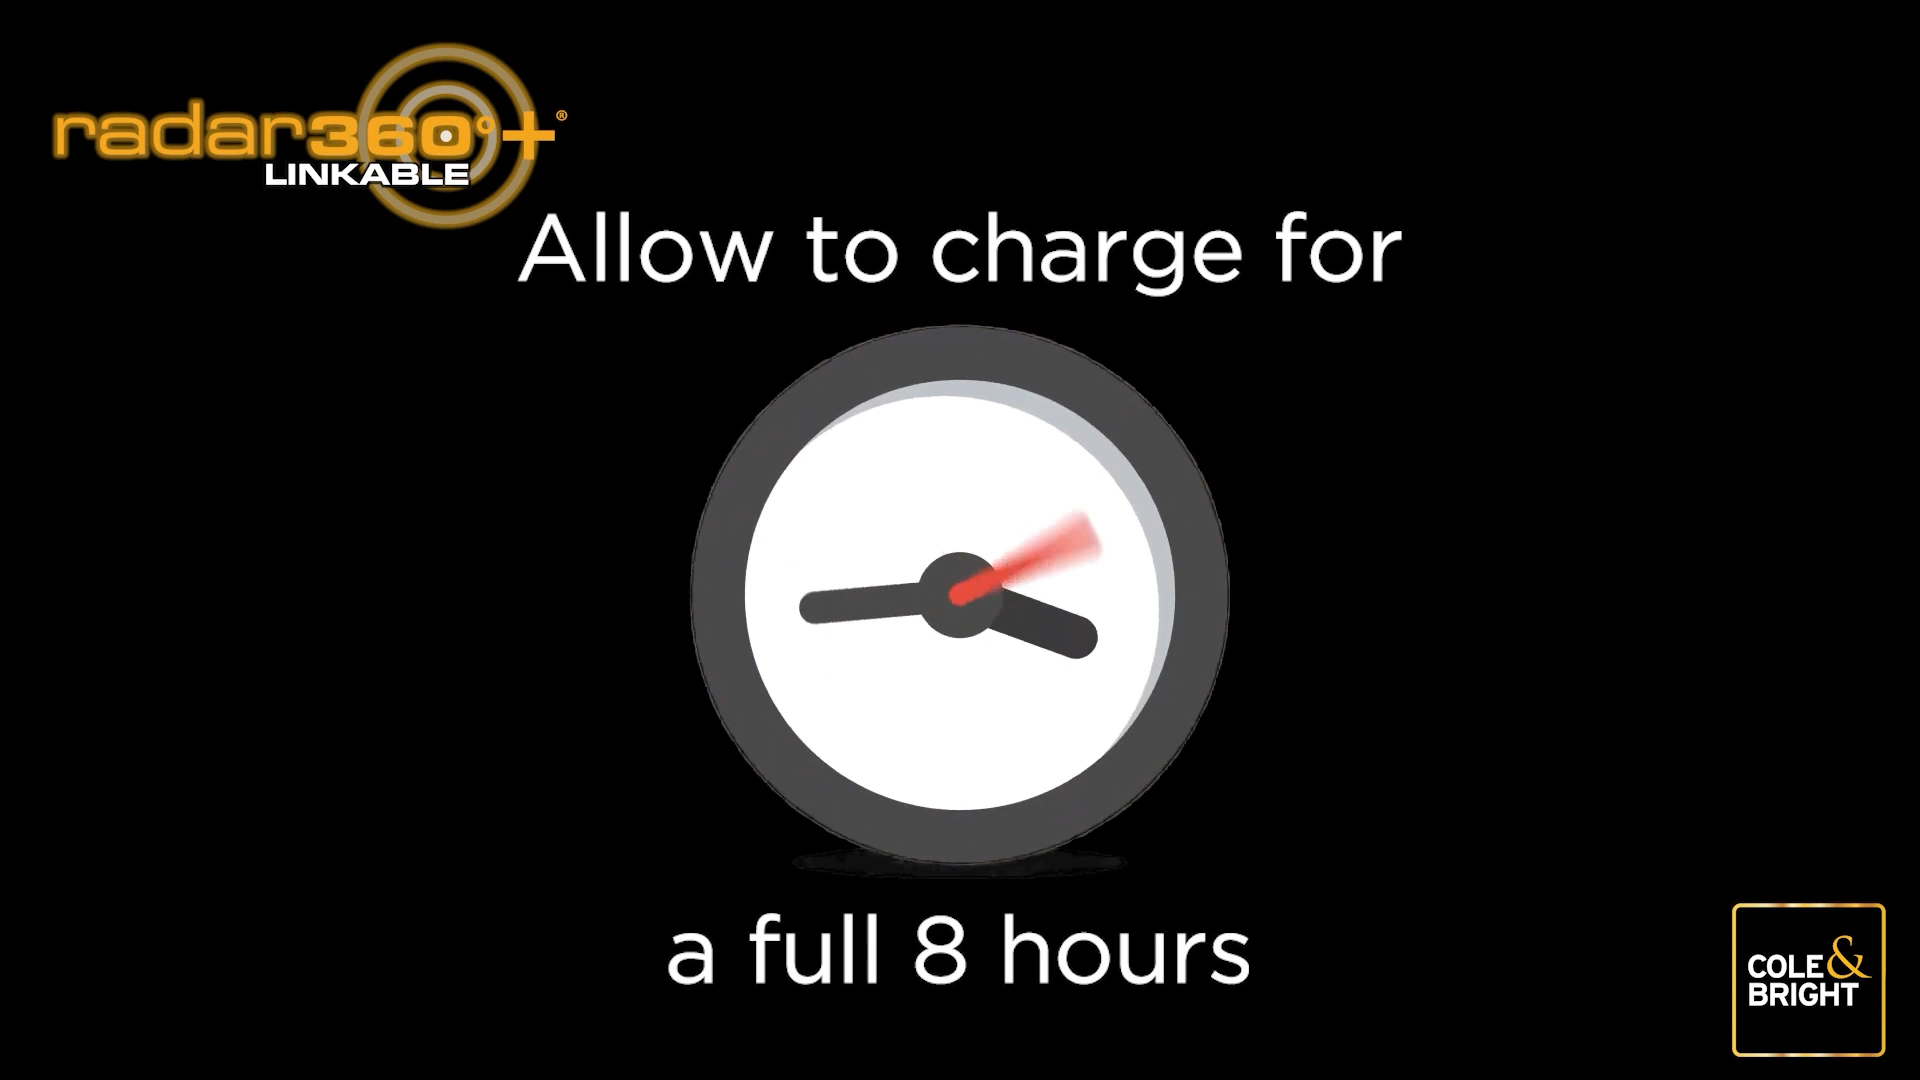 radar360°+®
LINKABLE
Allow to charge for
a full 8 hours
COLE &
BRIGHT